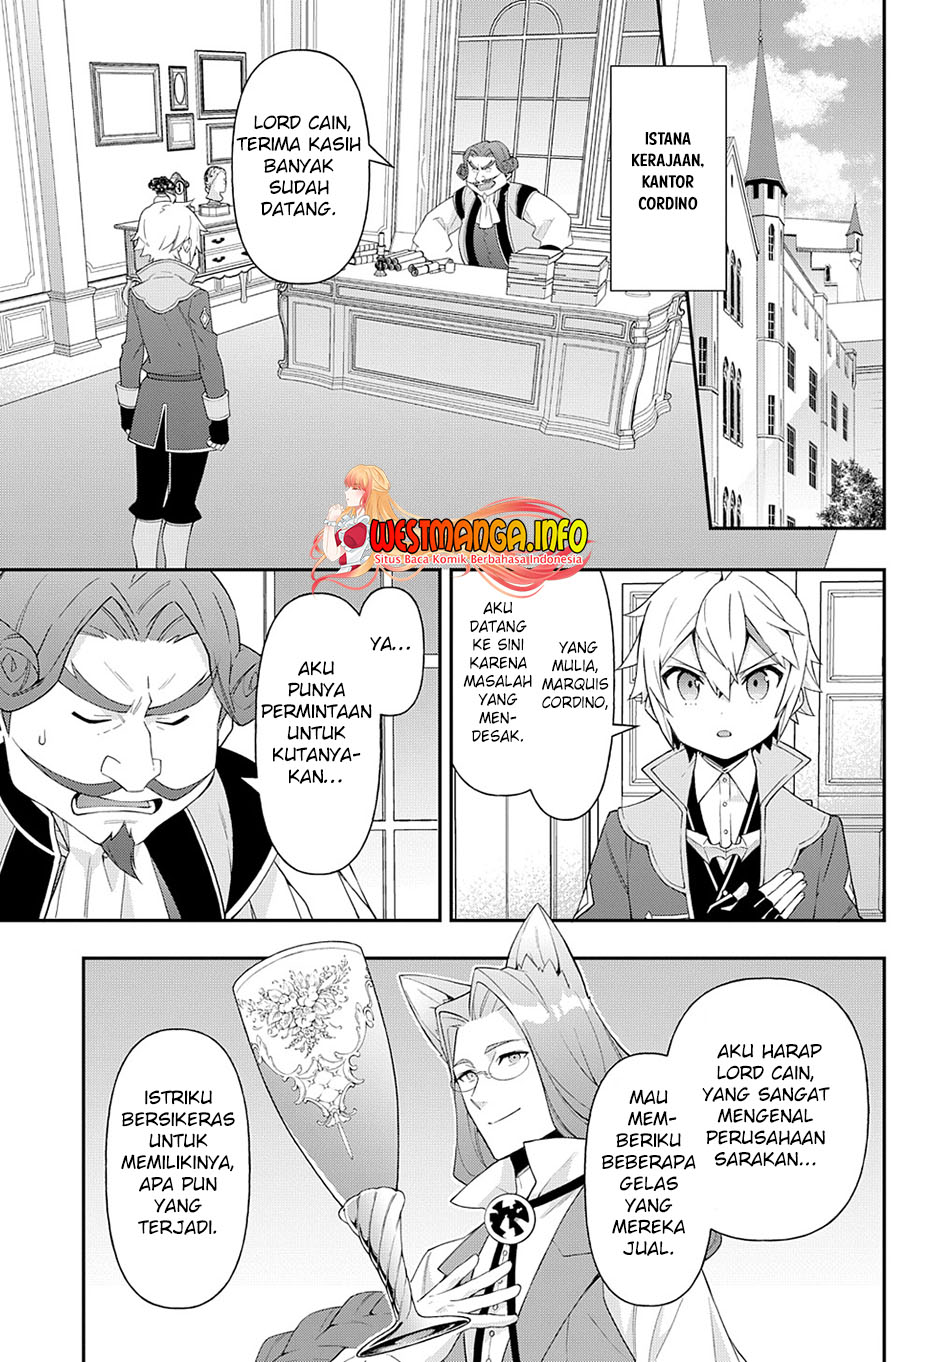 ISTANA
KERAJAAN,
KANTOR
CORDINO
LORD CAIN,
TERIMA KASIH
BANYAK
SUDAH
DATANG.
WESTMANGA.INFO
Situs Baca Komik Berbahasa Indonesia
YANG
MULIA,
MARQUIS
CORDINO,
AKU
DATANG
KE SINI
KARENA
MASALAH
YANG
MEN-
DESAK.
YA...
AKU
PUNYA
PERMINTAAN
UNTUK
KUTANYA-
KAN...
AKU HARAP
LORD CAIN,
YANG SANGAT
MENGENAL
PERUSAHAAN
SARAKAN...
MAU
MEM-
BERIKU
BEBERAPA
GELAS
YANG
MEREKA
JUAL.
ISTRIKU
BERSIKERAS
UNTUK
MEMILIKINYA,
APA PUN
YANG
TERJADI.